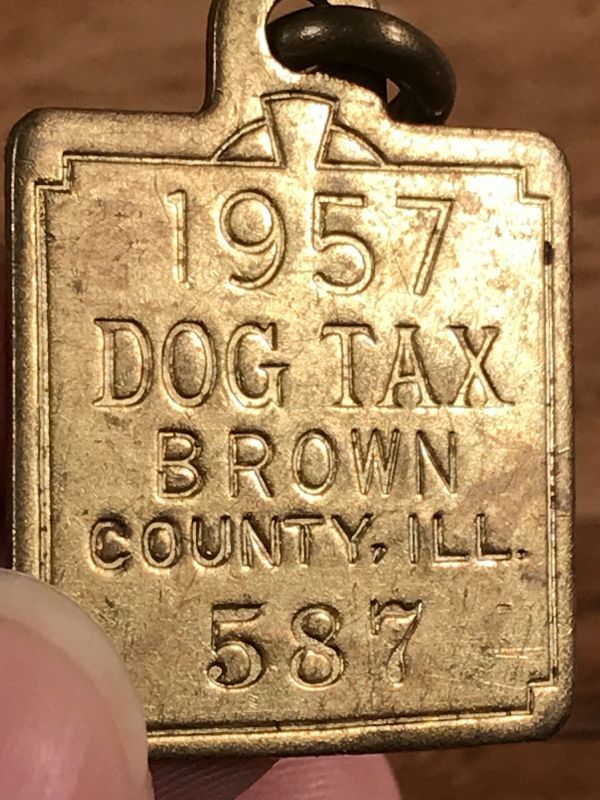 1957
DOG TAX
BROWN
COUNTY, ILL.
587